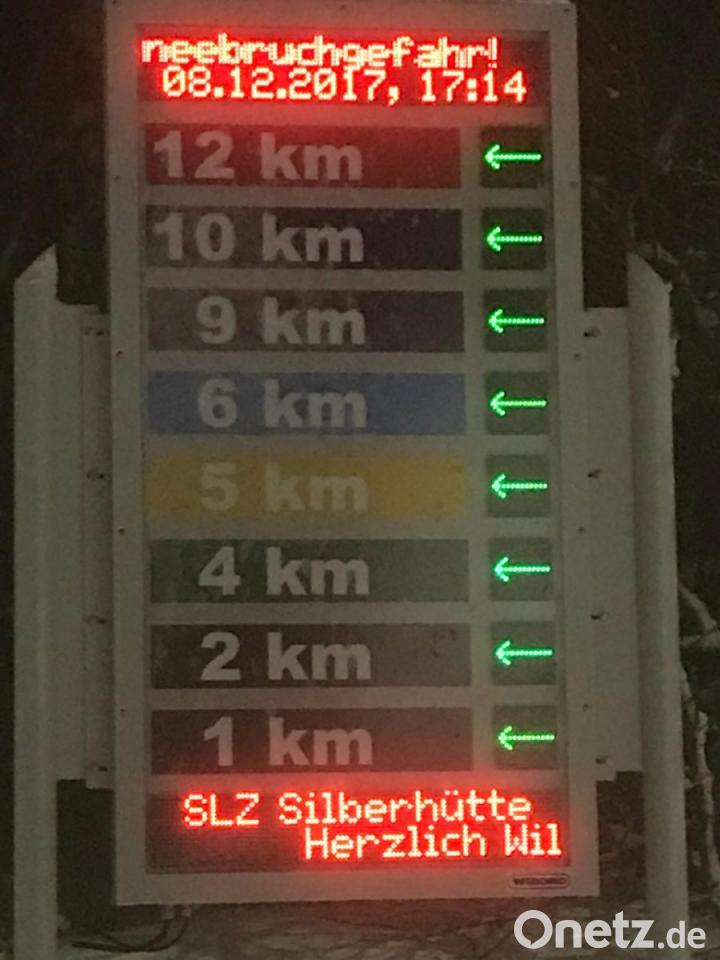 neebruchgefahr!
08.12.2017, 17:14
12 km
10 km
9 km
6 km
5 km
4 km
2 km
1 km
SLZ Silberhütte
Herzlich Wil
Onetz.de